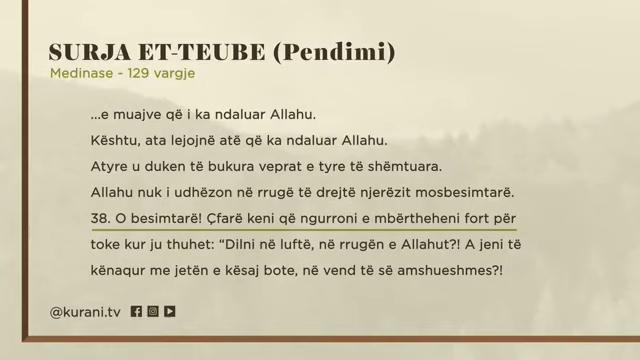 SURJA ET-TEUBE (Pendimi)
Medinase - 129 vargje
...e muajve që i ka ndaluar Allahu.
Kështu, ata lejojnë atë që ka ndaluar Allahu.
Atyre u duken të bukura veprat e tyre të shëmtuara.
Allahu nuk i udhëzon në rrugë të drejtë njerëzit mosbesimtarë.
38. O besimtarë! Çfarë keni që ngurroni e mbërtheheni fort për
toke kur ju thuhet: “Dilni në luftë, në rrugën e Allahut?! A jeni të
kënaqur me jetën e kësaj bote, në vend të së amshueshmes?!
@kurani.tv